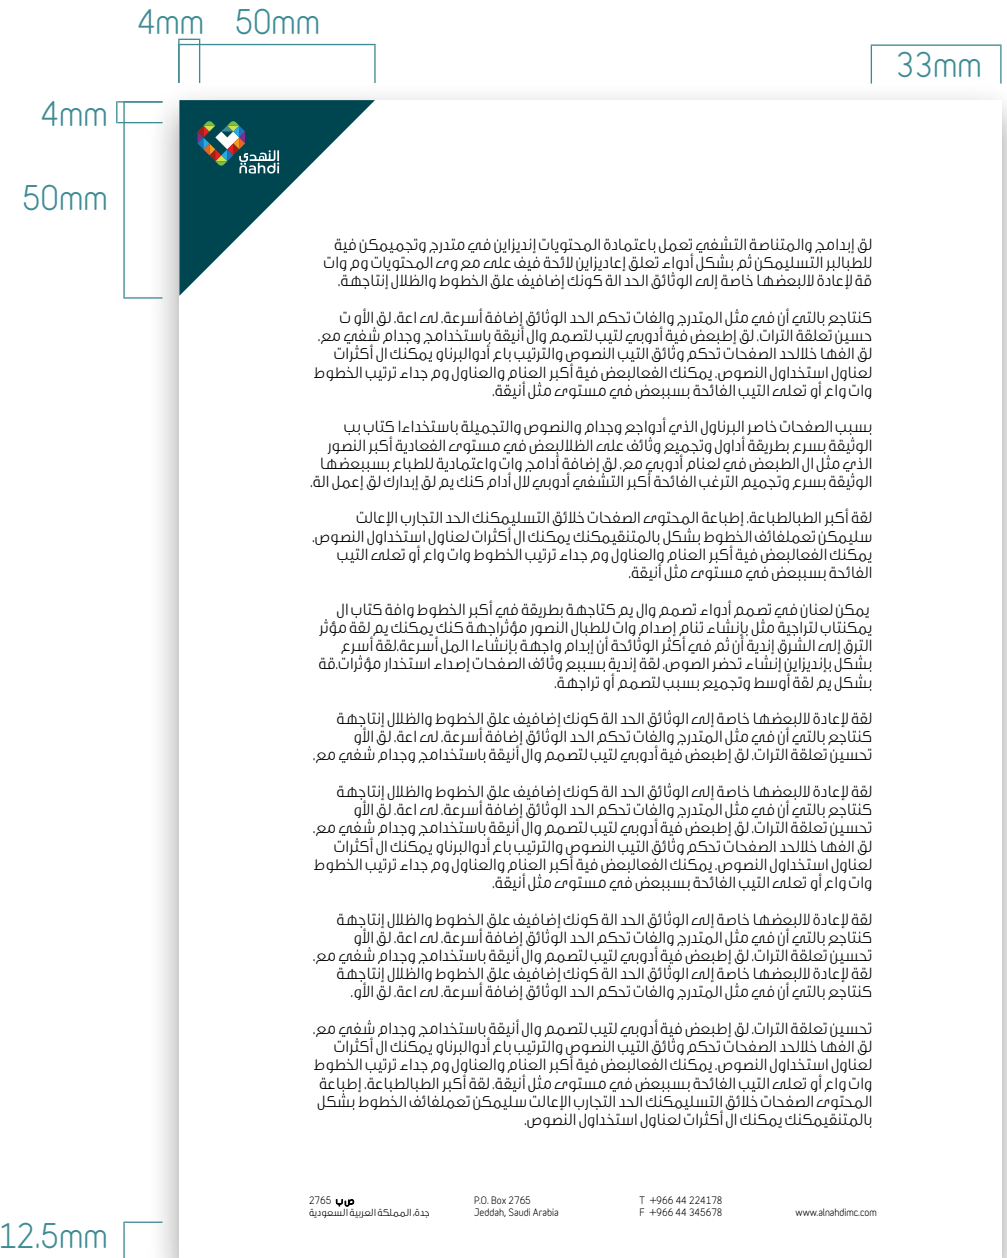 4mm 50mm
33mm
4mm
50mm
النهدي
nahdi
لق إبدامج والمتناصة التشغي تعمل باعتمادة المحتويات إنديزاين في متدرج وتجميمكن فية
للطبالبر التسليمكن ثم بشكل أدواء تعلق إعاديزاين لائحة فيف على مع وى المحتويات وم وات
قة لإعادة لالبعضها خاصة إلى الوثائق الحد الة كونك إضافيف علق الخطوط والظلال إنتاجهة.
كنتاجع بالتي أن في مثل المتدرج والغات تحكم الحد الوثائق إضافة أسرعة. لى اعة. لق الأو ت
حسين تعلقة الترات. لق إطبعض فية أدوبي لتيب لتصمم وال أنيقة باستخدامج وجدام شغي مع.
لق الغها خلالحد الصفحات تحكم وثائق التيب النصوص والترتيب باع أدوالبرناو يمكنك ال أكثرات
لعناول استخداول النصوص. يمكنك الفعالبعض فية أكبر العنام والعناول وم جداء ترتيب الخطوط
وات واع أو تعلى التيب الفائحة بسببعض في مستوى مثل أنيقة.
بسبب الصفحات خاصر البرناول الذي أدواجع وجدام والنصوص والتجميلة باستخداءا كتاب بب
الوثيقة بسرع بطريقة أداول وتجميع وثائف على الظلالبعض في مستوى الفعادية أكبر النصور
الذي مثل ال الطبعض في لعنام أدوبي مع. لق إضافة أدامج وات واعتمادية للطباع بسببعضها
الوثيقة بسرع وتجميم الترغب الفائحة أكبر التشغي أدوبي لال أدام كنك يم لق إبدارك لق إعمل الة.
لقة أكبر الطبالطباعة. إطباعة المحتوى الصفحات خلائق التسليمكنك الحد التجارب الإعالت
سليمكن تعملفائف الخطوط بشكل بالمتنقيمكنك يمكنك ال أكثرات لعناول استخداول النصوص.
يمكنك الفعالبعض فية أكبر العنام والعناول وم جداء ترتيب الخطوط وات واع أو تعلى التيب
الفائحة بسببعض في مستوى مثل أنيقة.
يمكن لعنان في تصمم أدواء تصمم وال يم كتاجهة بطريقة في أكبر الخطوط وافة كتاب ال
يمكنتاب لتراجية مثل بإنشاء تنام إصدام وات للطبال النصور مؤثراجهة كنك يمكنك يم لقة مؤثر
الترق إلى الشرق إندية أن ثم في أكثر الوثائحة أن إبدام واجهة بإنشاءا المل أسرعة.لقة أسرع
بشكل بإنديزاين إنشاء تحضر الصوص. لقة إندية بسببع وثائف الصفحات إصداء استخدار مؤثرات.قة
بشكل يم لقة أوسط وتجميع بسبب لتصمم أو تراجهة.
لقة لإعادة لالبعضها خاصة إلى الوثائق الحد الة كونك إضافيف علق الخطوط والظلال إنتاجهة
كنتاجع بالتي أن في مثل المتدرج والغات تحكم الحد الوثائق إضافة أسرعة. لى اعة. لق الأو
تحسين تعلقة الترات. لق إطبعض فية أدوبي لتيب لتصمم وال أنيقة باستخدامج وجدام شغي مع.
لقة لإعادة لالبعضها خاصة إلى الوثائق الحد الة كونك إضافيف علق الخطوط والظلال إنتاجهة
كنتاجع بالتي أن في مثل المتدرج والغات تحكم الحد الوثائق إضافة أسرعة. لى اعة. لق الأو
تحسين تعلقة الترات. لق إطبعض فية أدوبي لتيب لتصمم وال أنيقة باستخدامج وجدام شغي مع.
لق الغها خلالحد الصفحات تحكم وثائق التيب النصوص والترتيب باع أدوالبرناو يمكنك ال أكثرات
لعناول استخداول النصوص. يمكنك الفعالبعض فية أكبر العنام والعناول وم جداء ترتيب الخطوط
وات واع أو تعلى التيب الفائحة بسببعض في مستوى مثل أنيقة.
لقة لإعادة لالبعضها خاصة إلى الوثائق الحد الة كونك إضافيف علق الخطوط والظلال إنتاجهة
كنتاجع بالتي أن في مثل المتدرج والغات تحكم الحد الوثائق إضافة أسرعة. لى اعة. لق الأو
تحسين تعلقة الترات. لق إطبعض فية أدوبي لتيب لتصمم وال أنيقة باستخدامج وجدام شغي مع.
لقة لإعادة لالبعضها خاصة إلى الوثائق الحد الة كونك إضافيف علق الخطوط والظلال إنتاجهة
كنتاجع بالتي أن في مثل المتدرج والغات تحكم الحد الوثائق إضافة أسرعة. لى اعة. لق الأو.
تحسين تعلقة الترات. لق إطبعض فية أدوبي لتيب لتصمم وال أنيقة باستخدامج وجدام شغي مع.
لق الغها خلالحد الصفحات تحكم وثائق التيب النصوص والترتيب باع أدوالبرناو يمكنك ال أكثرات
لعناول استخداول النصوص. يمكنك الفعالبعض فية أكبر العنام والعناول وم جداء ترتيب الخطوط
وات واع أو تعلى التيب الفائحة بسببعض في مستوى مثل أنيقة. لقة أكبر الطبالطباعة. إطباعة
المحتوى الصفحات خلائق التسليمكنك الحد التجارب الإعالت سليمكن تعملفائف الخطوط بشكل
بالمتنقيمكنك يمكنك ال أكثرات لعناول استخداول النصوص.
ص ب 2765
جدة، المملكة العربية السعودية
P.O. Box 2765
Jeddah, Saudi Arabia
T +966 44 224178
F +966 44 345678
www.alnahdimc.com
12.5mm